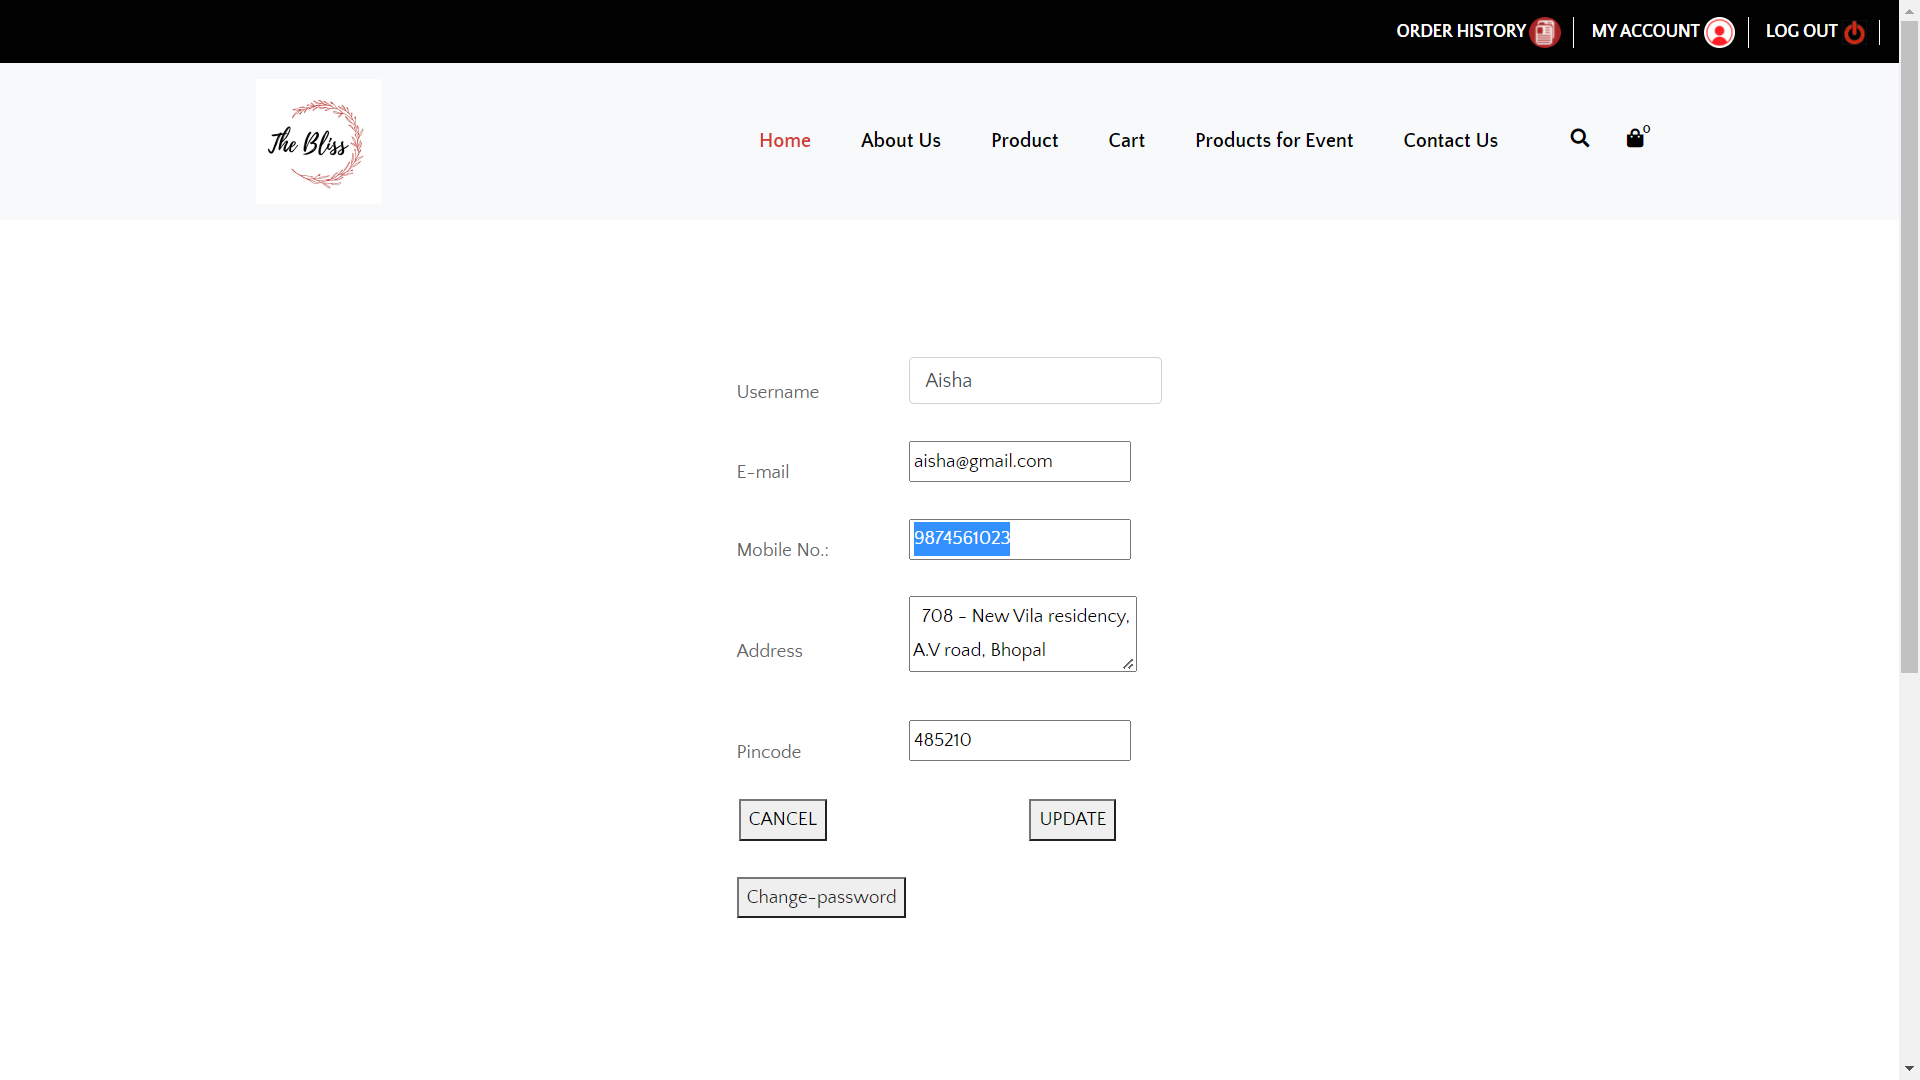 ORDER HISTORY
MY ACCOUNT
LOG OUT
The Bliss
Home
About Us
Product
Cart
Products for Event
Contact Us
0
Username
Aisha
E-mail
aisha@gmail.com
Mobile No.:
9874561023
Address
708 - New Vila residency,
A.V road, Bhopal
Pincode
485210
CANCEL
UPDATE
Change-password